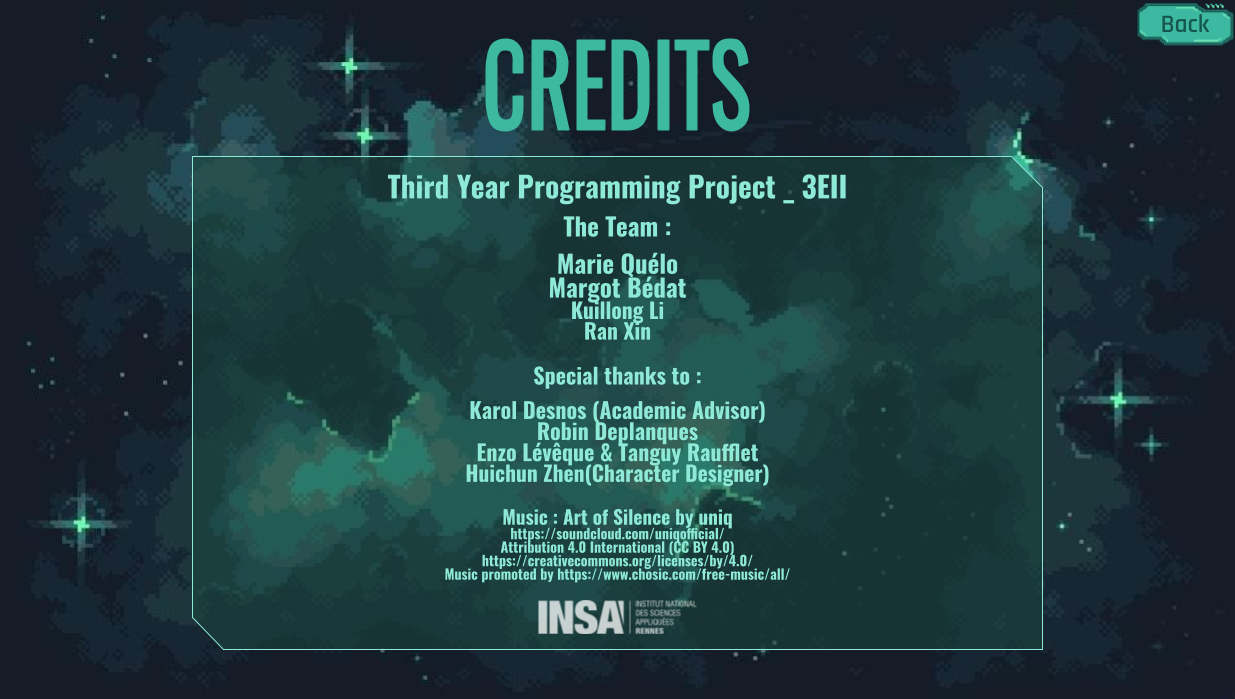 Back
CREDITS
Third Year Programming Project _ 3EII
The Team :
Marie Quélo
Margot Bédat
Kuillong Li
Ran Xin
Special thanks to :
Karol Desnos (Academic Advisor)
Robin Deplanques
Enzo Lévêque & Tanguy Raufflet
Huichun Zhen(Character Designer)
Music : Art of Silence by uniq
https://soundcloud.com/uniqofficial/
Attribution 4.0 International (CC BY 4.0)
https://creativecommons.org/licenses/by/4.0/
Music promoted by https://www.chosic.com/free-music/all/
INSA
INSTITUT NATIONAL
DES SCIENCES
APPLIQUÉES
RENNES